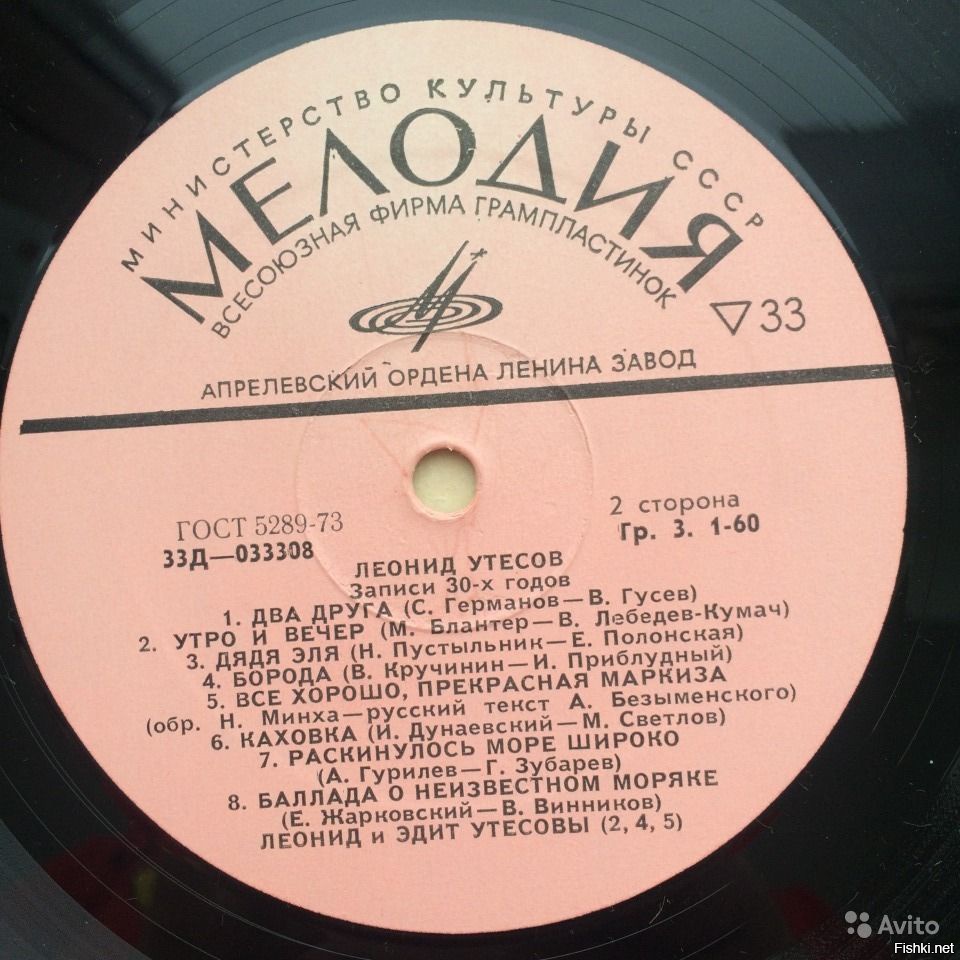 МИНИСТЕРСТВО КУЛЬТУРЫ СССР
МЕЛОДИЯ
ВСЕСОЮЗНАЯ ФИРМА ГРАМПЛАСТИНОК
33
АПРЕЛЕВСКИЙ ОРДЕНА ЛЕНИНА ЗАВОД
ГОСТ 5289-73
33Д—033308
2 сторона
Гр. 3. 1-60
ЛЕОНИД УТЕСОВ
Записи 30-х годов
1. ДВА ДРУГА (С. Германов—В. Гусев)
2. УТРО И ВЕЧЕР (М. Блантер—В. Лебедев-Кумач)
3. ДЯДЯ ЭЛЯ (Н. Пустыльник—Е. Полонская)
4. БОРОДА (В. Кручинин—И. Приблудный)
5. ВСЕ ХОРОШО, ПРЕКРАСНАЯ МАРКИЗА
(обр. Н. Минха—русский текст А. Безыменского)
6. КАХОВКА (И. Дунаевский—М. Светлов)
7. РАСКИНУЛОСЬ МОРЕ ШИРОКО
(А. Гурилев—Г. Зубарев)
8. БАЛЛАДА О НЕИЗВЕСТНОМ МОРЯКЕ
(Е. Жарковский—В. Винников)
ЛЕОНИД и ЭДИТ УТЕСОВЫ (2, 4, 5)
Avito
Fishki.net